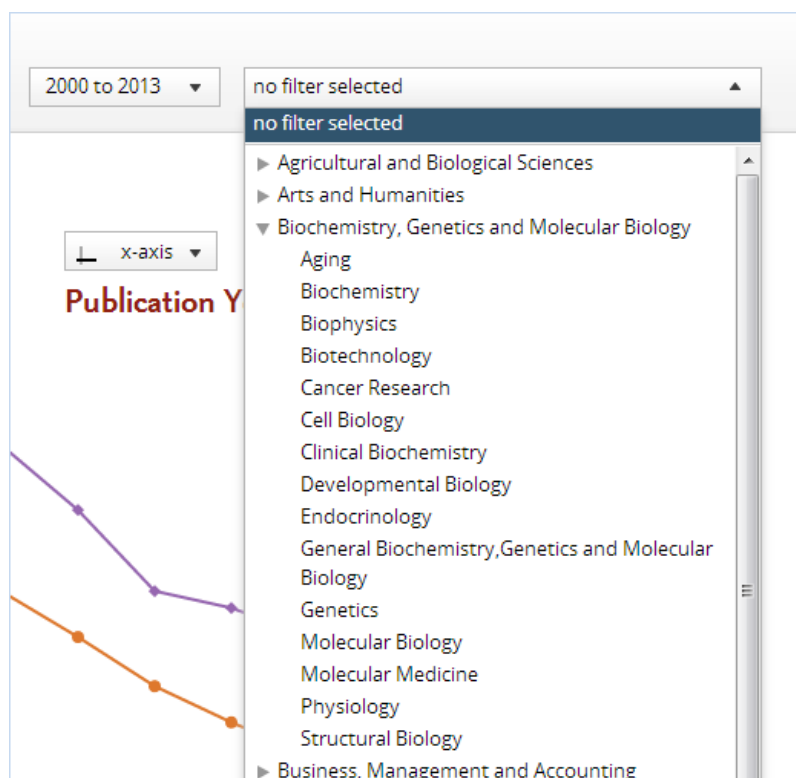 2000 to 2013
no filter selected
no filter selected
Agricultural and Biological Sciences
Arts and Humanities
Biochemistry, Genetics and Molecular Biology
x-axis
Aging
Publication Y
Biochemistry
Biophysics
Biotechnology
Cancer Research
Cell Biology
Clinical Biochemistry
Developmental Biology
Endocrinology
General Biochemistry,Genetics and Molecular
Biology
Genetics
Molecular Biology
Molecular Medicine
Physiology
Structural Biology
Business, Management and Accounting